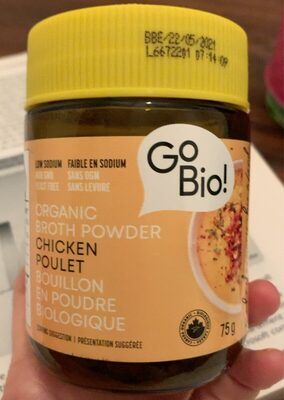 BBE/22/05/2021
L6672201 07:14:09
Go
Bio!
LOW SODIUM FAIBLE EN SODIUM
NON GMO SANS OGM
YEAST FREE SANS LEVURE
ORGANIC
BROTH POWDER
CHICKEN
POULET
BOUILLON
EN POUDRE
BIOLOGIQUE
75g
SERVING SUGGESTION | PRÉSENTATION SUGGÉRÉE